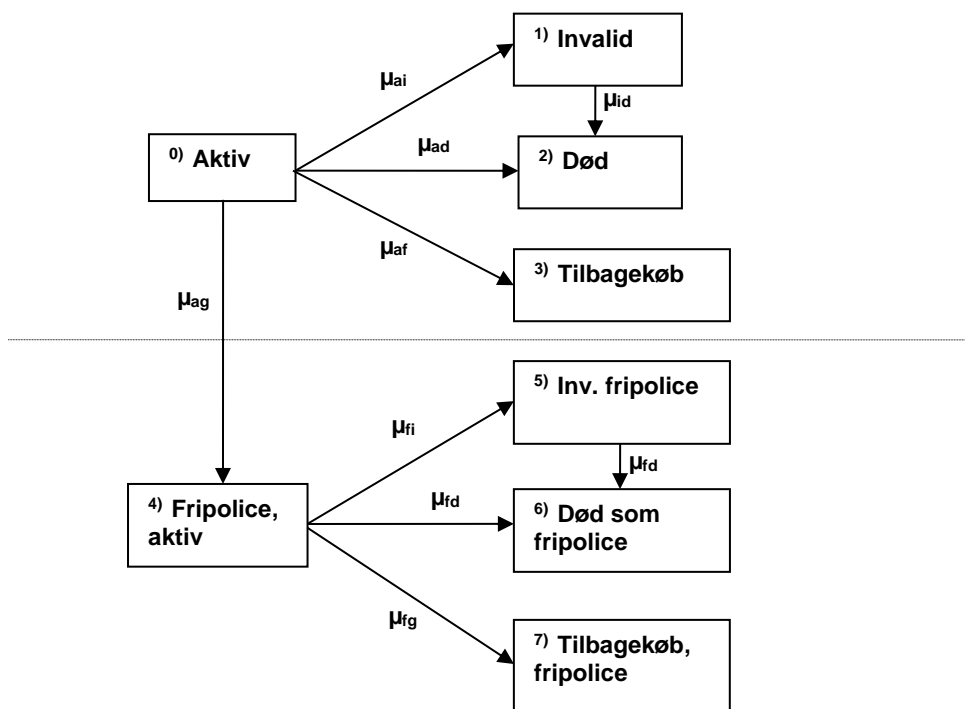 1) Invalid
μai
μid
0) Aktiv
μad
2) Død
μaf
3) Tilbagekøb
μag
5) Inv. fripolice
μfi
μfd
4) Fripolice,
aktiv
μfd
6) Død som
fripolice
μfg
7) Tilbagekøb,
fripolice